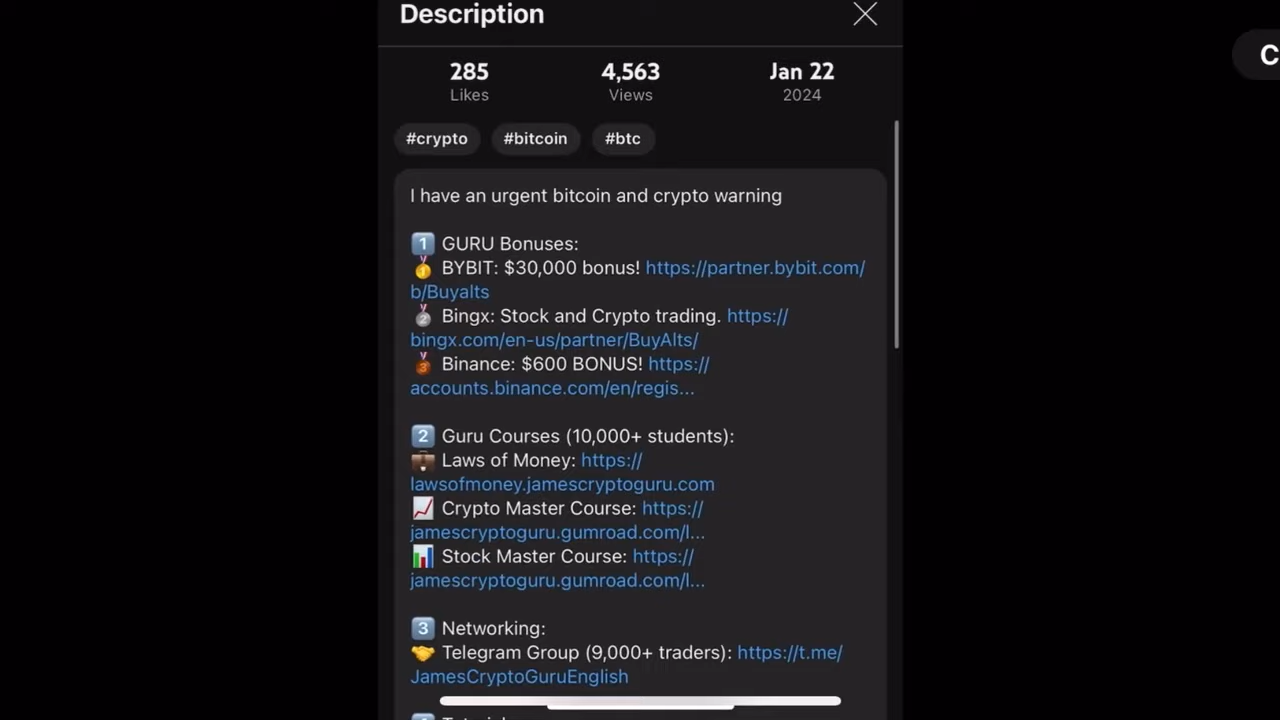 Description
C
285 4,563 Jan 22
Likes Views 2024
#crypto #bitcoin #btc
I have an urgent bitcoin and crypto warning
1️⃣ GURU Bonuses:
🥇 BYBIT: $30,000 bonus! https://partner.bybit.com/
b/Buyalts
🥈 Bingx: Stock and Crypto trading. https://
bingx.com/en-us/partner/BuyAlts/
🥉 Binance: $600 BONUS! https://
accounts.binance.com/en/regis...
2️⃣ Guru Courses (10,000+ students):
💼 Laws of Money: https://
lawsofmoney.jamescryptoguru.com
📈 Crypto Master Course: https://
jamescryptoguru.gumroad.com/l...
📊 Stock Master Course: https://
jamescryptoguru.gumroad.com/l...
3️⃣ Networking:
🤝 Telegram Group (9,000+ traders): https://t.me/
JamesCryptoGuruEnglish